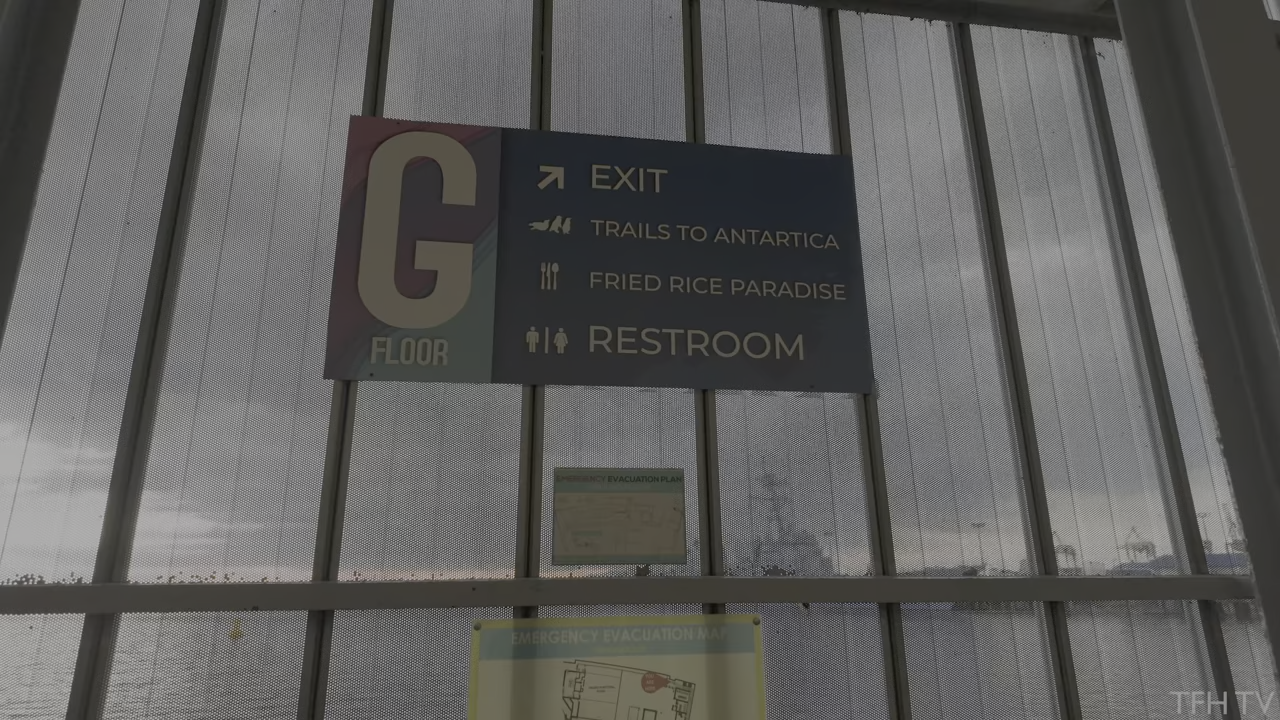 G
FLOOR
EXIT
TRAILS TO ANTARTICA
FRIED RICE PARADISE
RESTROOM
EMERGENCY EVACUATION PLAN
EMERGENCY EVACUATION MAP
TFH TV